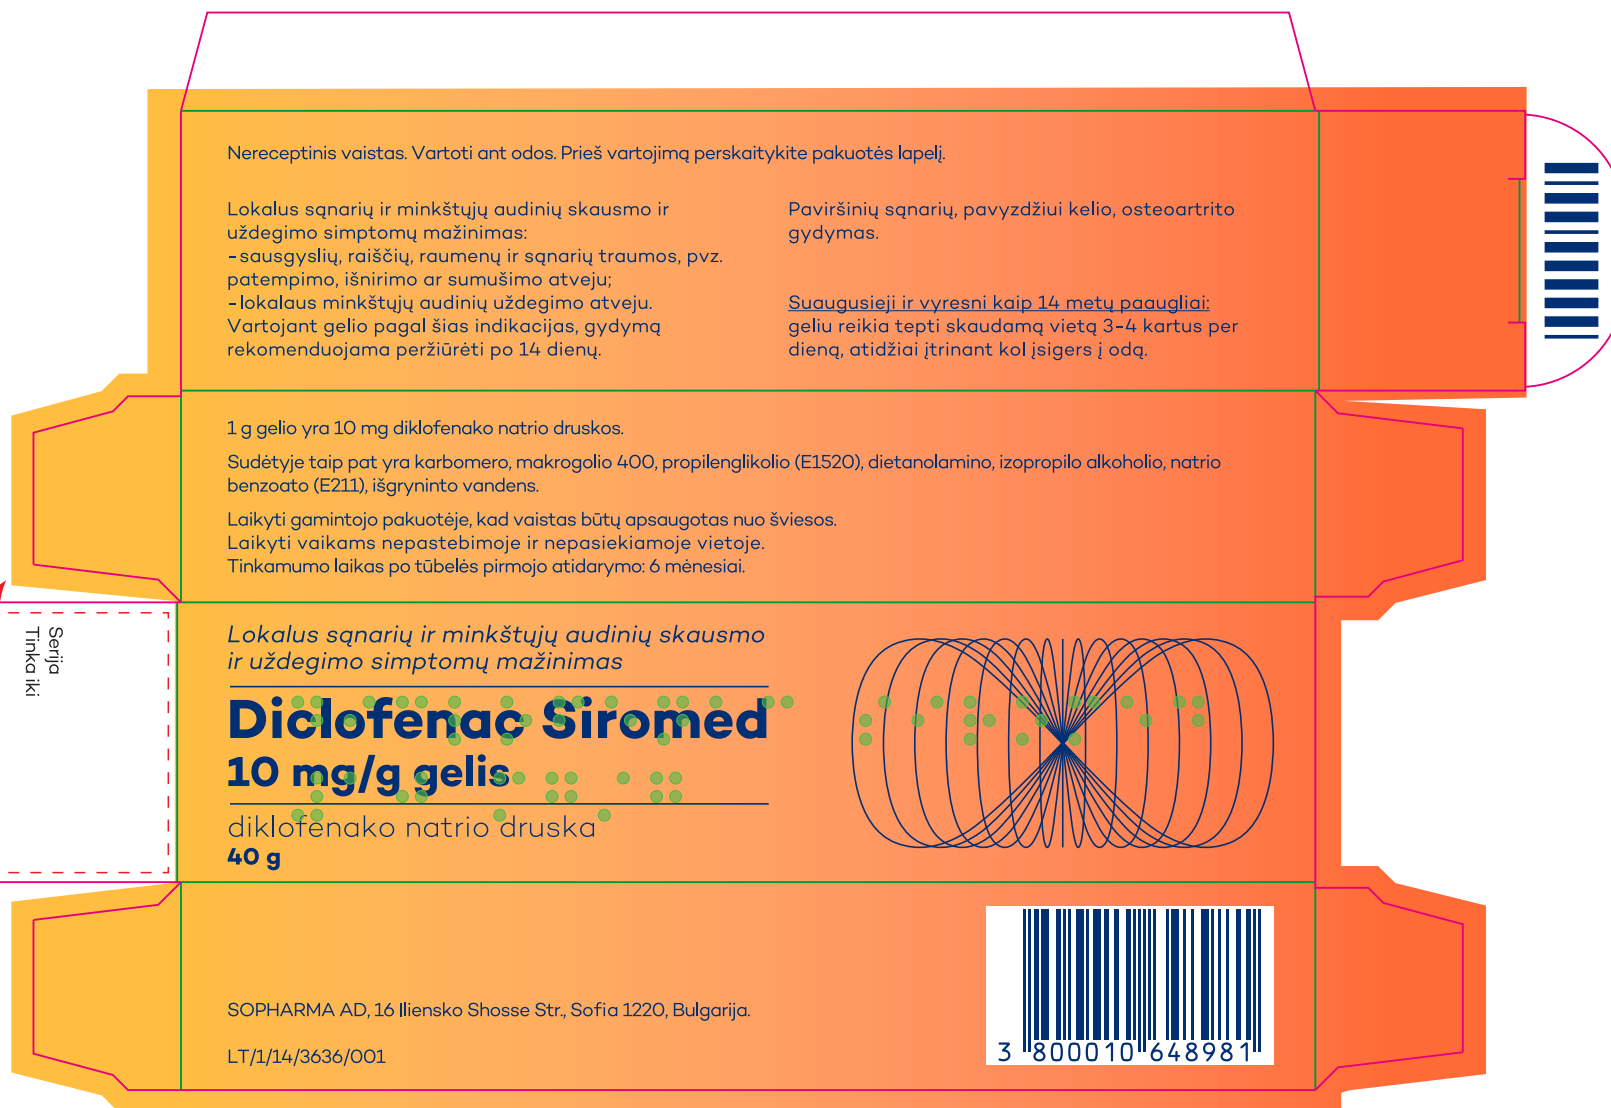 Nereceptinis vaistas. Vartoti ant odos. Prieš vartojimą perskaitykite pakuotės lapelį.
Lokalus sąnarių ir minkštųjų audinių skausmo ir
uždegimo simptomų mažinimas:
-sausgyslių, raiščių, raumenų ir sąnarių traumos, pvz.
patempimo, išnirimo ar sumušimo atveju;
-lokalaus minkštųjų audinių uždegimo atveju.
Vartojant gelio pagal šias indikacijas, gydymą
rekomenduojama peržiūrėti po 14 dienų.
Paviršinių sąnarių, pavyzdžiui kelio, osteoartrito
gydymas.
Suaugusieji ir vyresni kaip 14 metų paaugliai:
geliu reikia tepti skaudamą vietą 3-4 kartus per
dieną, atidžiai įtrinant kol įsigers į odą.
1 g gelio yra 10 mg diklofenako natrio druskos.
Sudėtyje taip pat yra karbomero, makrogolio 400, propilenglikolio (E1520), dietanolamino, izopropilo alkoholio, natrio
benzoato (E211), išgryninto vandens.
Laikyti gamintojo pakuotėje, kad vaistas būtų apsaugotas nuo šviesos.
Laikyti vaikams nepastebimoje ir nepasiekiamoje vietoje.
Tinkamumo laikas po tūbelės pirmojo atidarymo: 6 mėnesiai.
Serija
Tinka iki
Lokalus sąnarių ir minkštųjų audinių skausmo
ir uždegimo simptomų mažinimas
Diclofenac Siromed
10 mg/g gelis
diklofenako natrio druska
40 g
SOPHARMA AD, 16 Iliensko Shosse Str., Sofia 1220, Bulgarija.
LT/1/14/3636/001
3 800010 648981